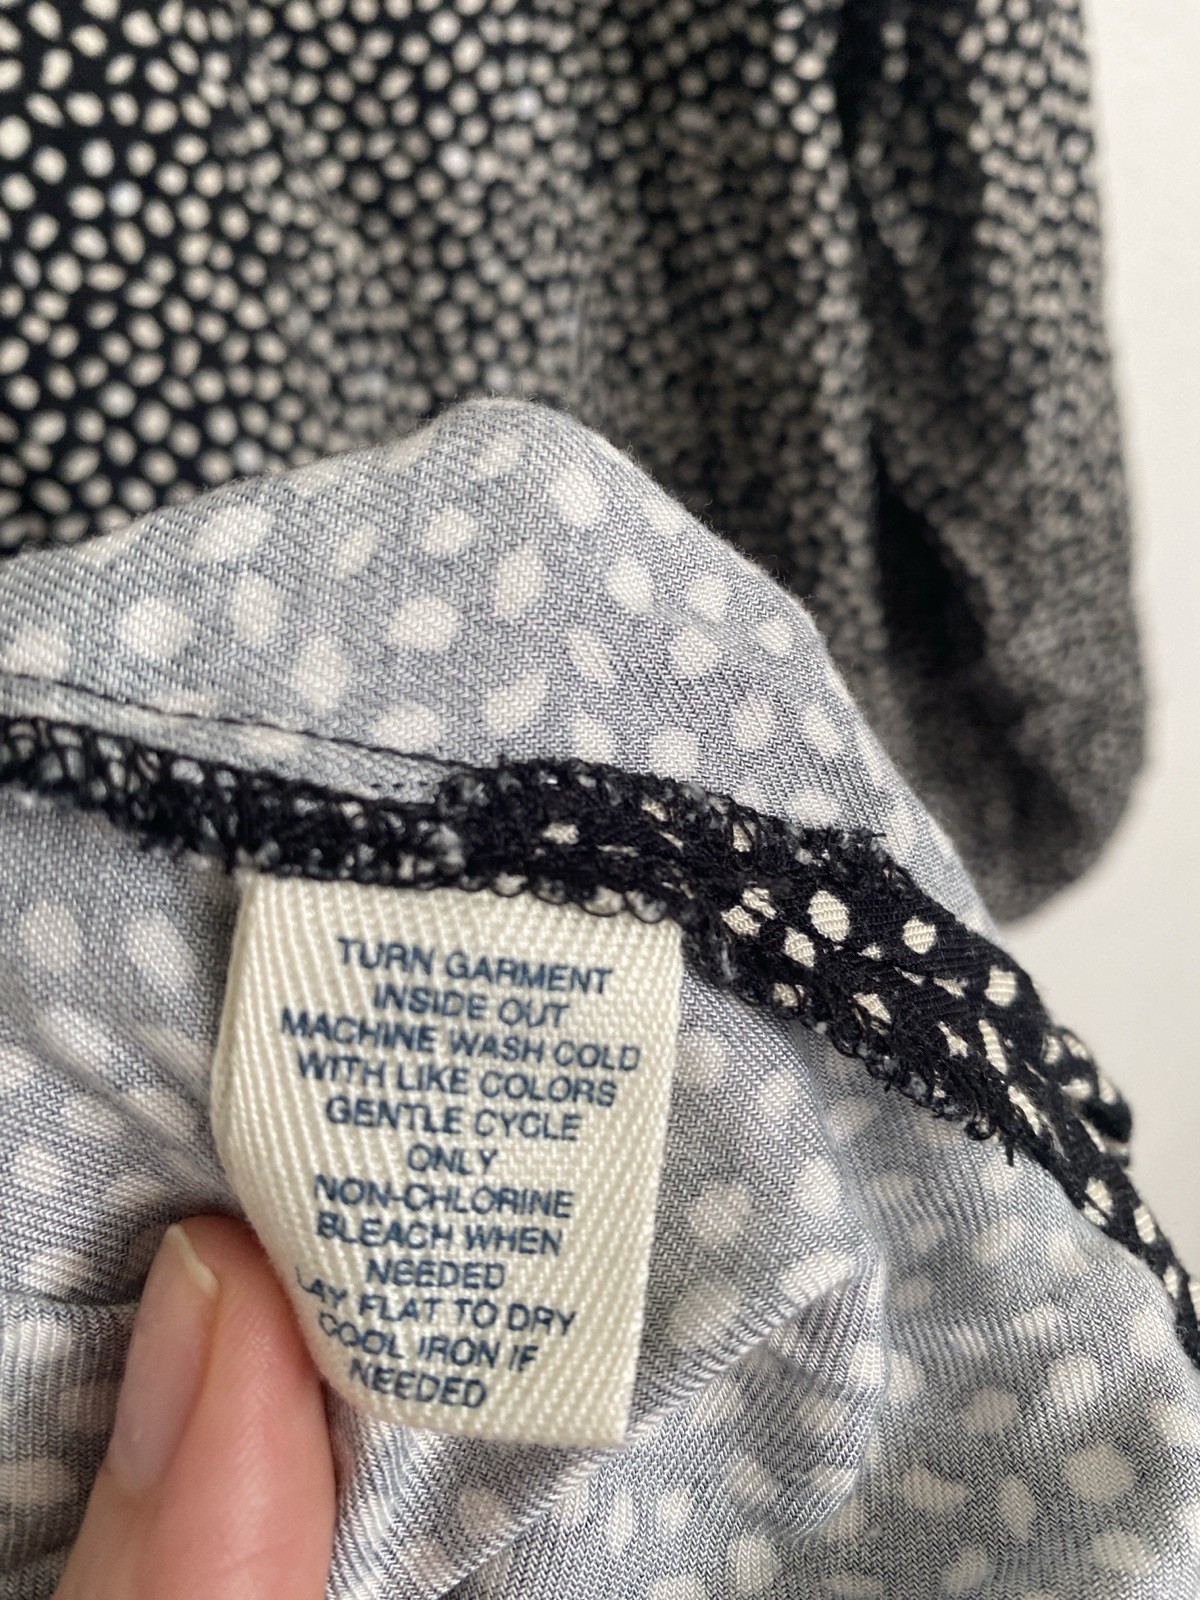 TURN GARMENT
INSIDE OUT
MACHINE WASH COLD
WITH LIKE COLORS
GENTLE CYCLE
ONLY
NON-CHLORINE
BLEACH WHEN
NEEDED
LAY FLAT TO DRY
COOL IRON IF
NEEDED